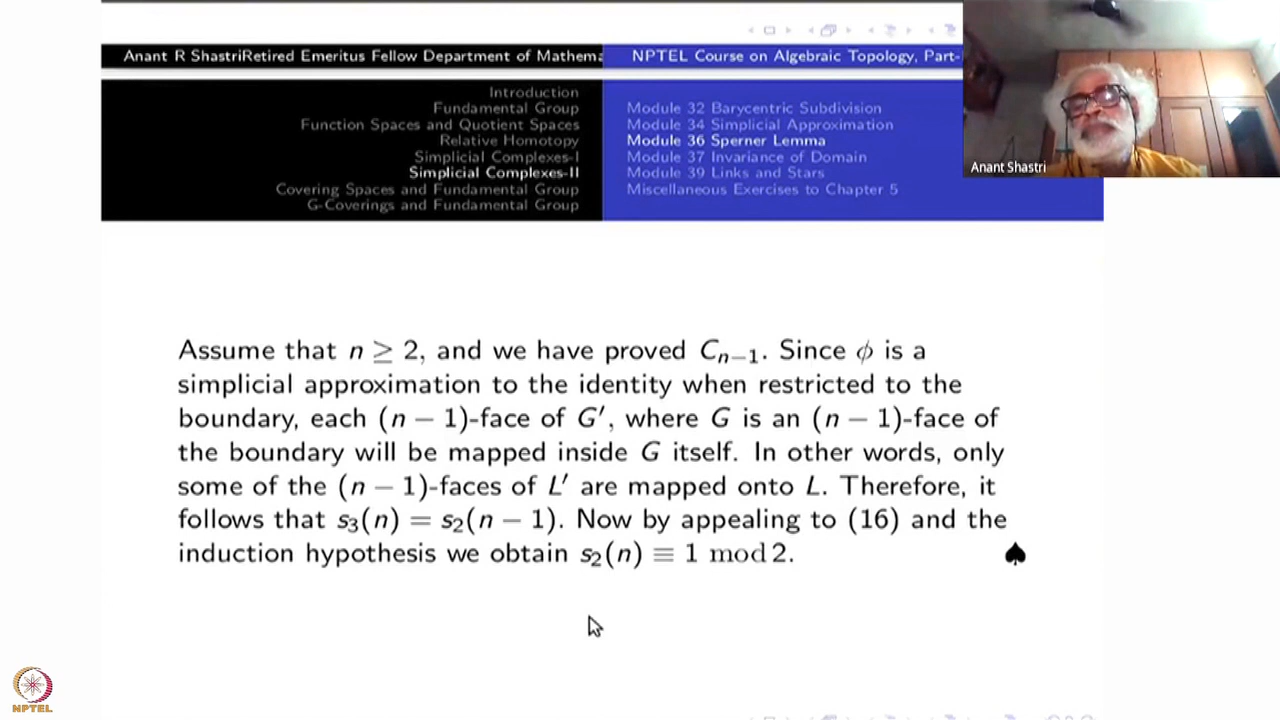 Anant R ShastriRetired Emeritus Fellow Department of Mathema
NPTEL Course on Algebraic Topology, Part-
Introduction
Fundamental Group
Function Spaces and Quotient Spaces
Relative Homotopy
Simplicial Complexes-I
Simplicial Complexes-II
Covering Spaces and Fundamental Group
G-Coverings and Fundamental Group
Module 32 Barycentric Subdivision
Module 34 Simplicial Approximation
Module 36 Sperner Lemma
Module 37 Invariance of Domain
Module 39 Links and Stars
Miscellaneous Exercises to Chapter 5
Anant Shastri
Assume that n ≥ 2, and we have proved Cₙ₋₁. Since ϕ is a
simplicial approximation to the identity when restricted to the
boundary, each (n − 1)-face of G′, where G is an (n − 1)-face of
the boundary will be mapped inside G itself. In other words, only
some of the (n − 1)-faces of L′ are mapped onto L. Therefore, it
follows that s₃(n) = s₂(n − 1). Now by appealing to (16) and the
induction hypothesis we obtain s₂(n) ≡ 1 mod 2. ♠
NPTEL